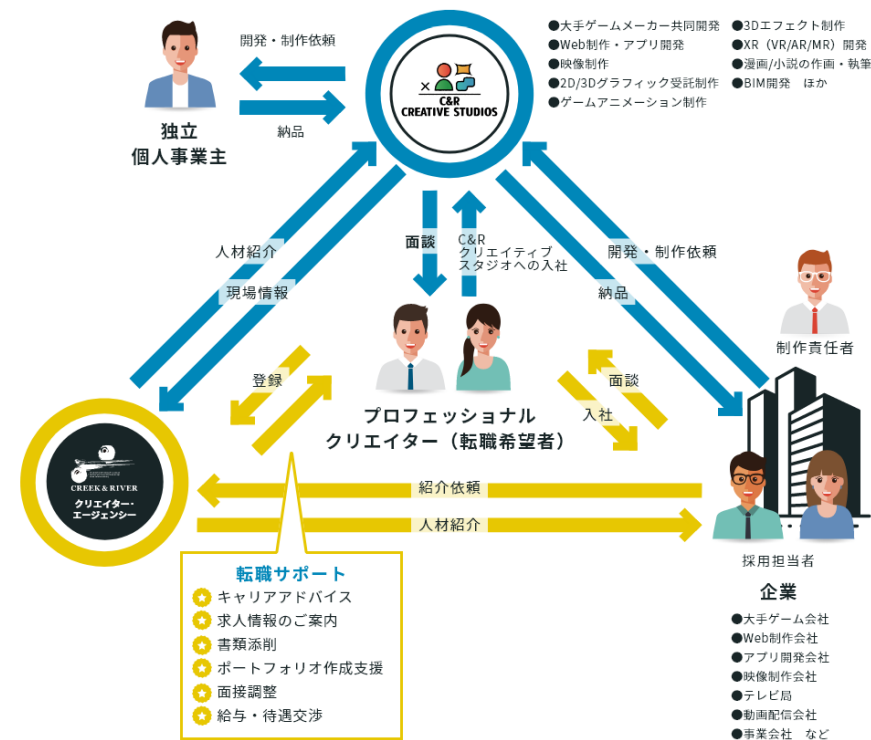 開発・制作依頼
納品
独立
個人事業主
×
C&R
CREATIVE STUDIOS
●大手ゲームメーカー共同開発
●Web制作・アプリ開発
●映像制作
●2D/3Dグラフィック受託制作
●ゲームアニメーション制作
●3Dエフェクト制作
●XR（VR/AR/MR）開発
●漫画/小説の作画・執筆
●BIM開発　ほか
人材紹介
現場情報
面談
C&R
クリエイティブ
スタジオへの入社
開発・制作依頼
納品
制作責任者
登録
プロフェッショナル
クリエイター（転職希望者）
面談
入社
CREEK & RIVER
クリエイター・
エージェンシー
紹介依頼
人材紹介
転職サポート
キャリアアドバイス
求人情報のご案内
書類添削
ポートフォリオ作成支援
面接調整
給与・待遇交渉
採用担当者
企業
●大手ゲーム会社
●Web制作会社
●アプリ開発会社
●映像制作会社
●テレビ局
●動画配信会社
●事業会社　など